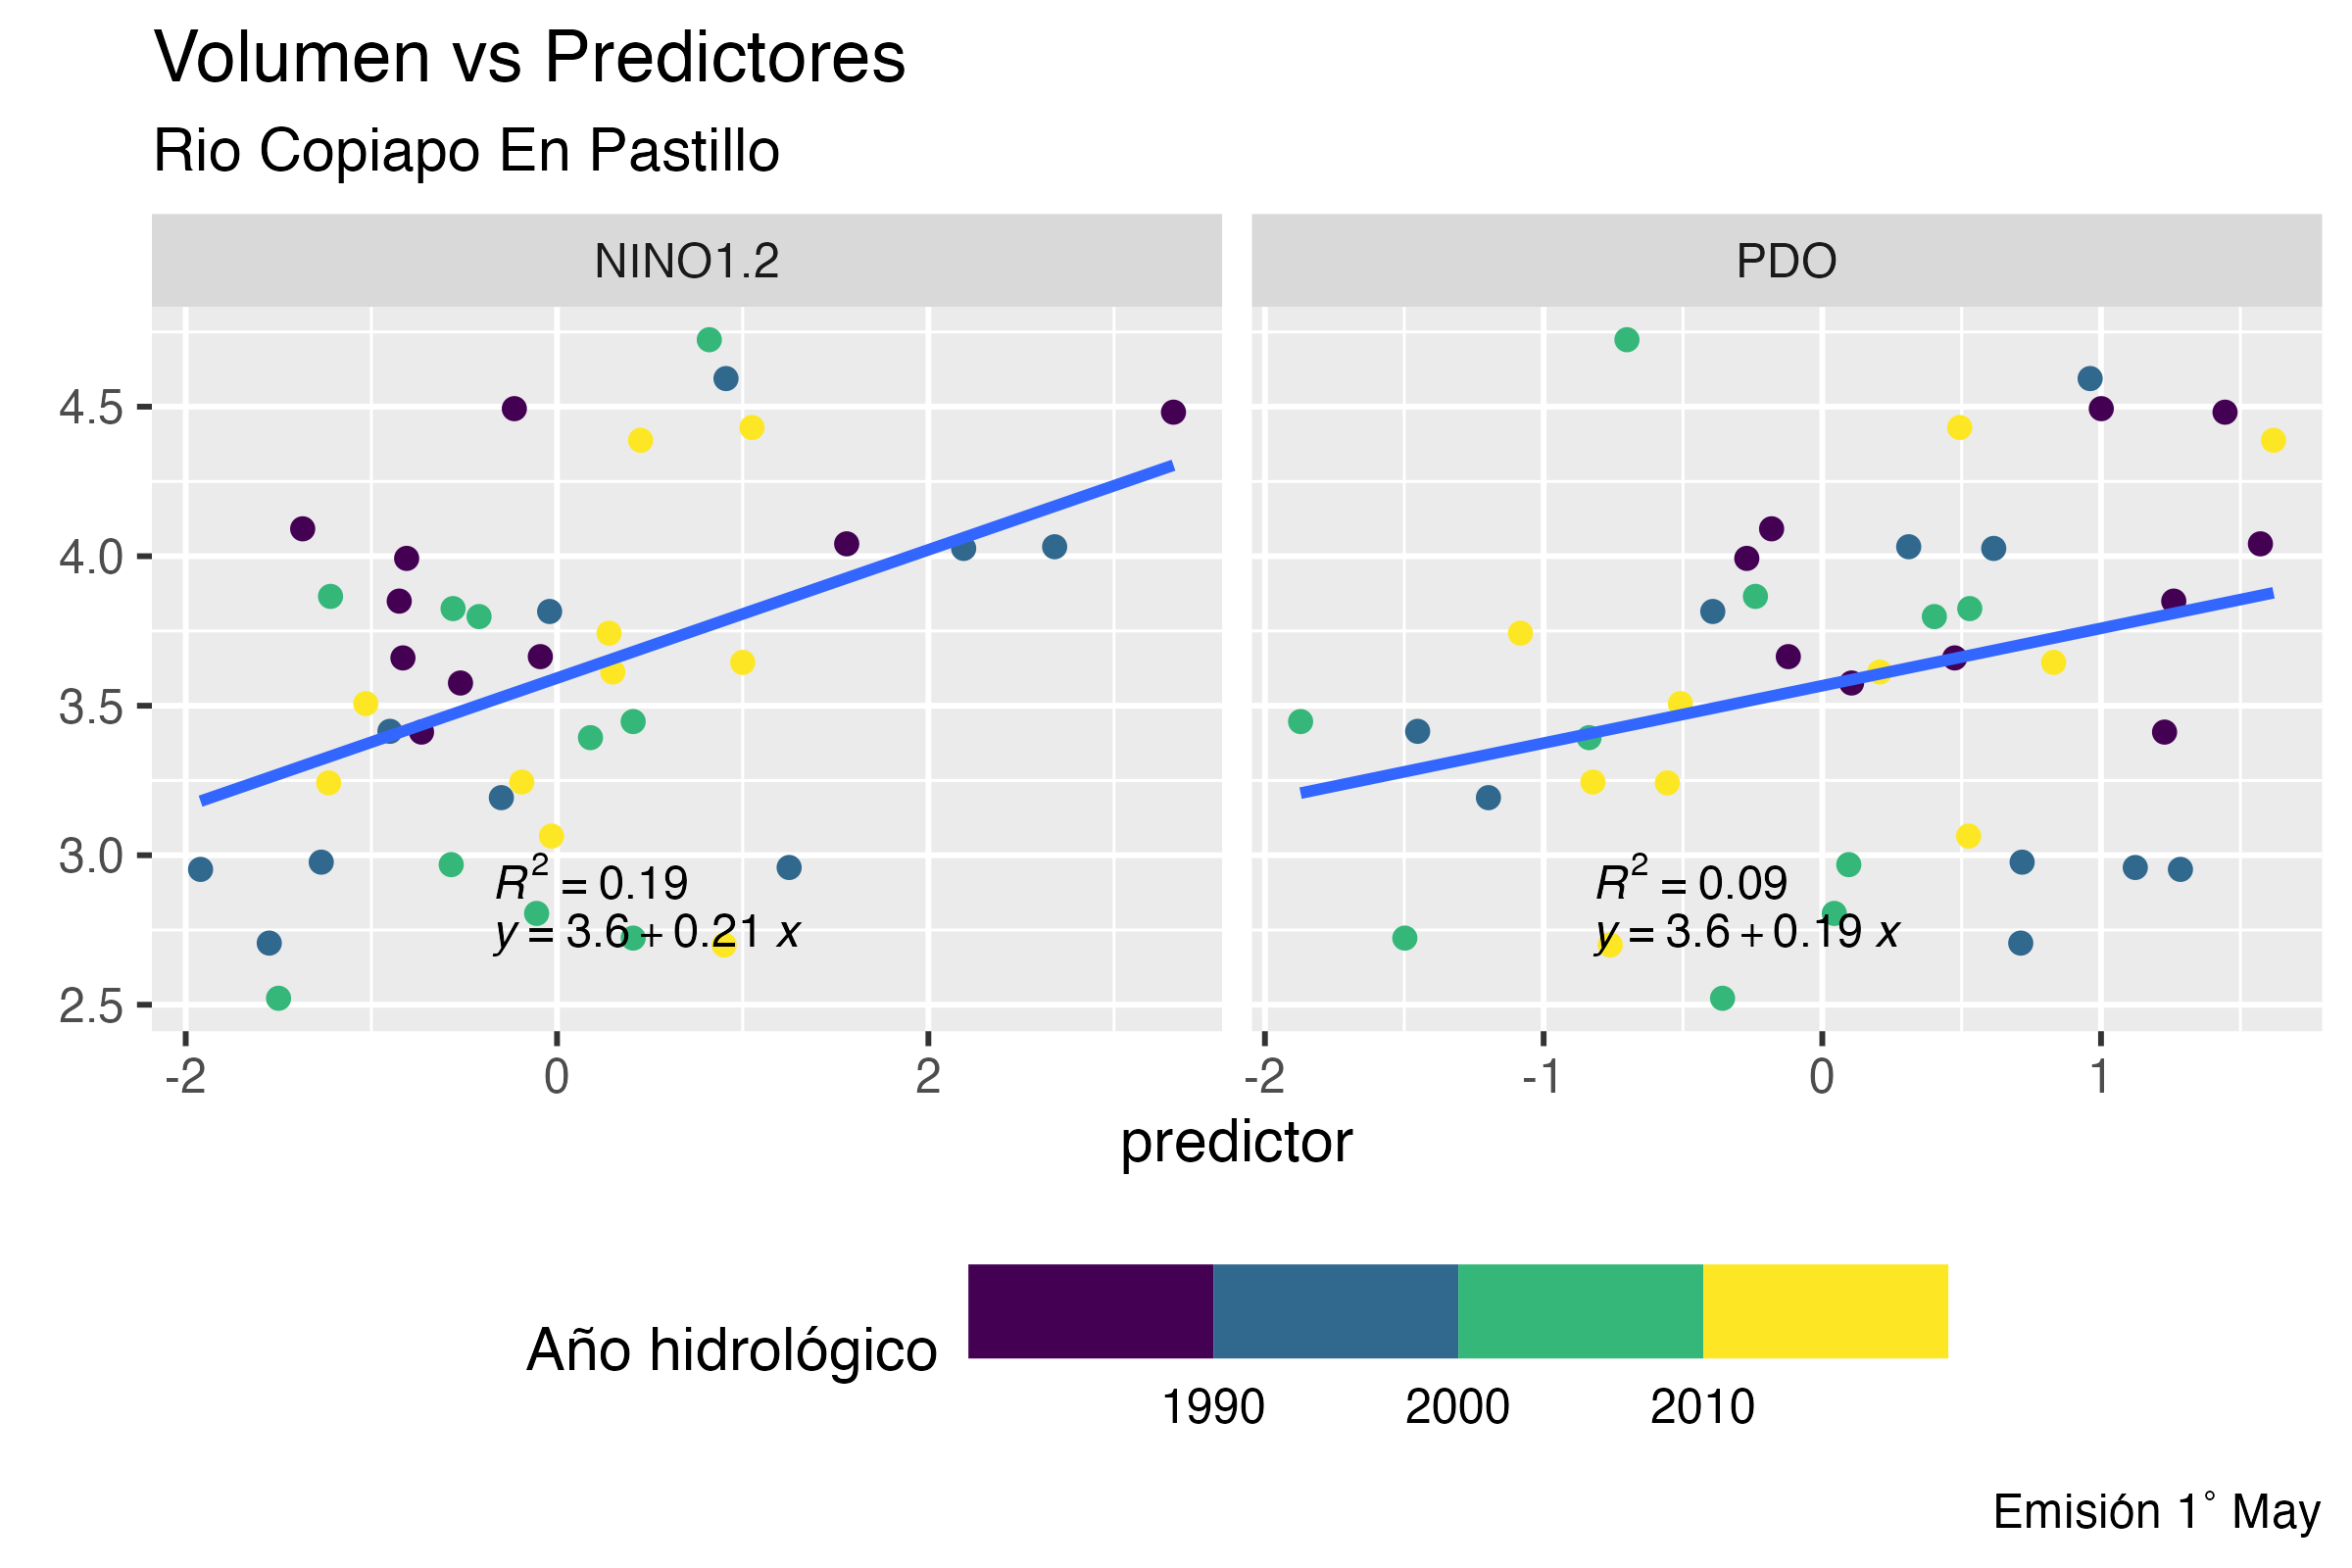 Volumen vs Predictores
Rio Copiapo En Pastillo
NINO1.2
PDO
4.5
4.0
3.5
3.0
2.5
R² = 0.19
y = 3.6 + 0.21 x
R² = 0.09
y = 3.6 + 0.19 x
-2 0 2
-2 -1 0 1
predictor
Año hidrológico
1990 2000 2010
Emisión 1° May